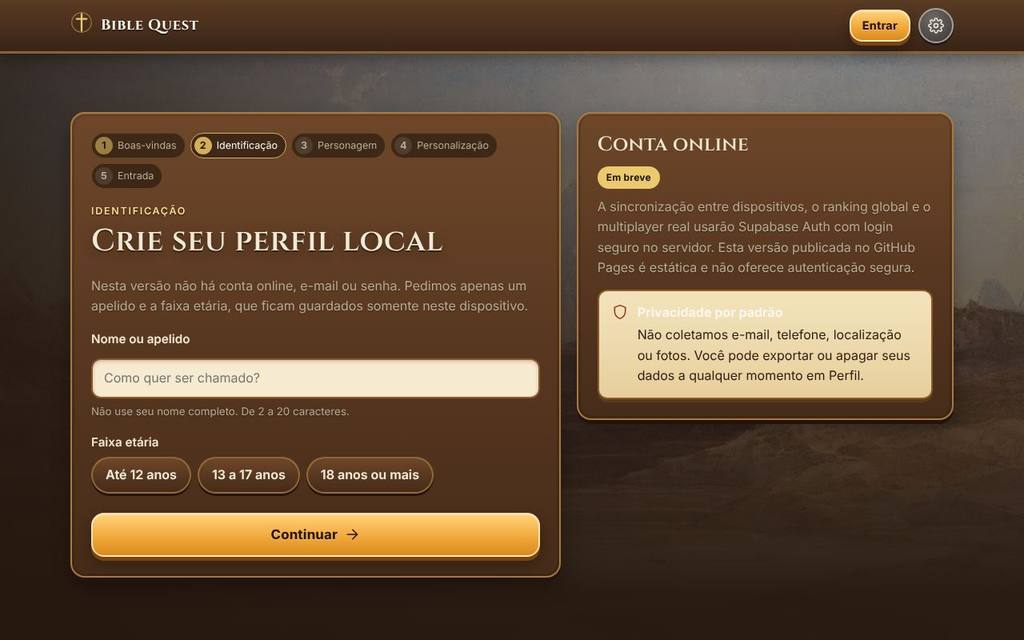 Bible Quest
Entrar
1 Boas-vindas
2 Identificação
3 Personagem
4 Personalização
5 Entrada
IDENTIFICAÇÃO
Crie seu perfil local
Nesta versão não há conta online, e-mail ou senha. Pedimos apenas um
apelido e a faixa etária, que ficam guardados somente neste dispositivo.
Nome ou apelido
Como quer ser chamado?
Não use seu nome completo. De 2 a 20 caracteres.
Faixa etária
Até 12 anos
13 a 17 anos
18 anos ou mais
Continuar →
Conta online
Em breve
A sincronização entre dispositivos, o ranking global e o
multiplayer real usarão Supabase Auth com login
seguro no servidor. Esta versão publicada no GitHub
Pages é estática e não oferece autenticação segura.
Privacidade por padrão
Não coletamos e-mail, telefone, localização
ou fotos. Você pode exportar ou apagar seus
dados a qualquer momento em Perfil.